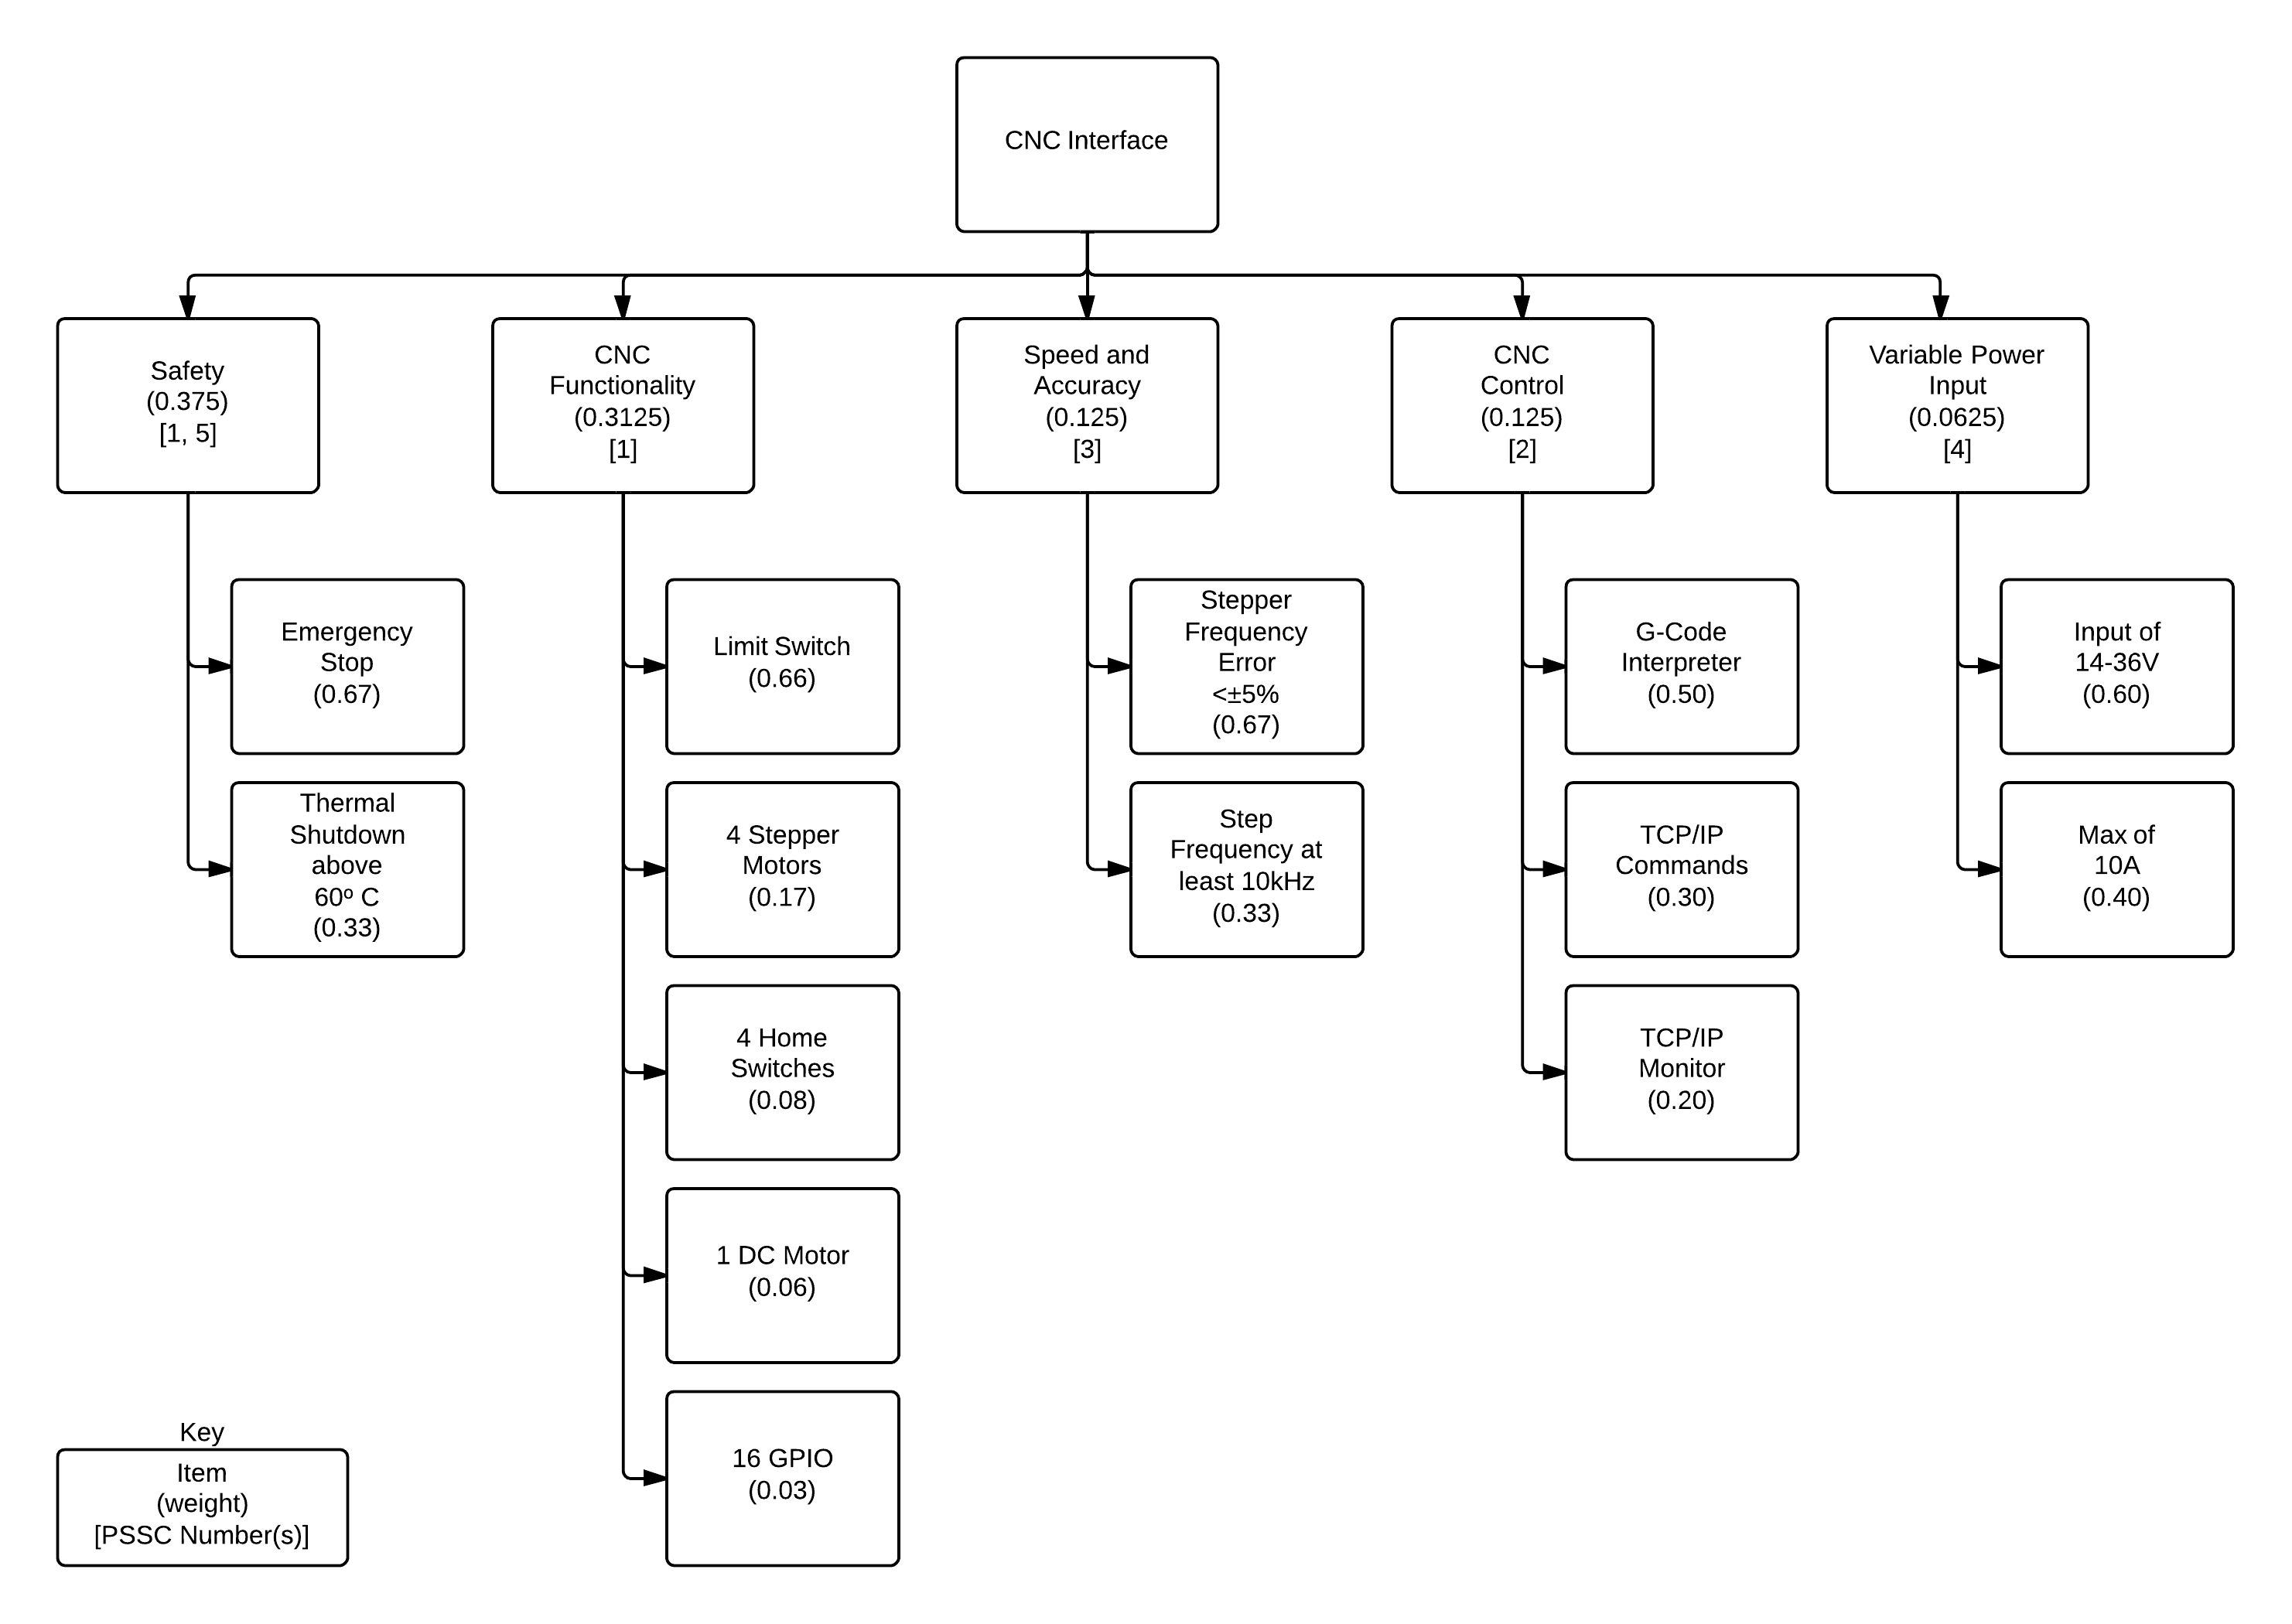 CNC Interface
Safety
(0.375)
[1, 5]
CNC
Functionality
(0.3125)
[1]
Speed and
Accuracy
(0.125)
[3]
CNC
Control
(0.125)
[2]
Variable Power
Input
(0.0625)
[4]
Emergency
Stop
(0.67)
Thermal
Shutdown
above
60º C
(0.33)
Limit Switch
(0.66)
4 Stepper
Motors
(0.17)
4 Home
Switches
(0.08)
1 DC Motor
(0.06)
16 GPIO
(0.03)
Stepper
Frequency
Error
<±5%
(0.67)
Step
Frequency at
least 10kHz
(0.33)
G-Code
Interpreter
(0.50)
TCP/IP
Commands
(0.30)
TCP/IP
Monitor
(0.20)
Input of
14-36V
(0.60)
Max of
10A
(0.40)
Key
Item
(weight)
[PSSC Number(s)]